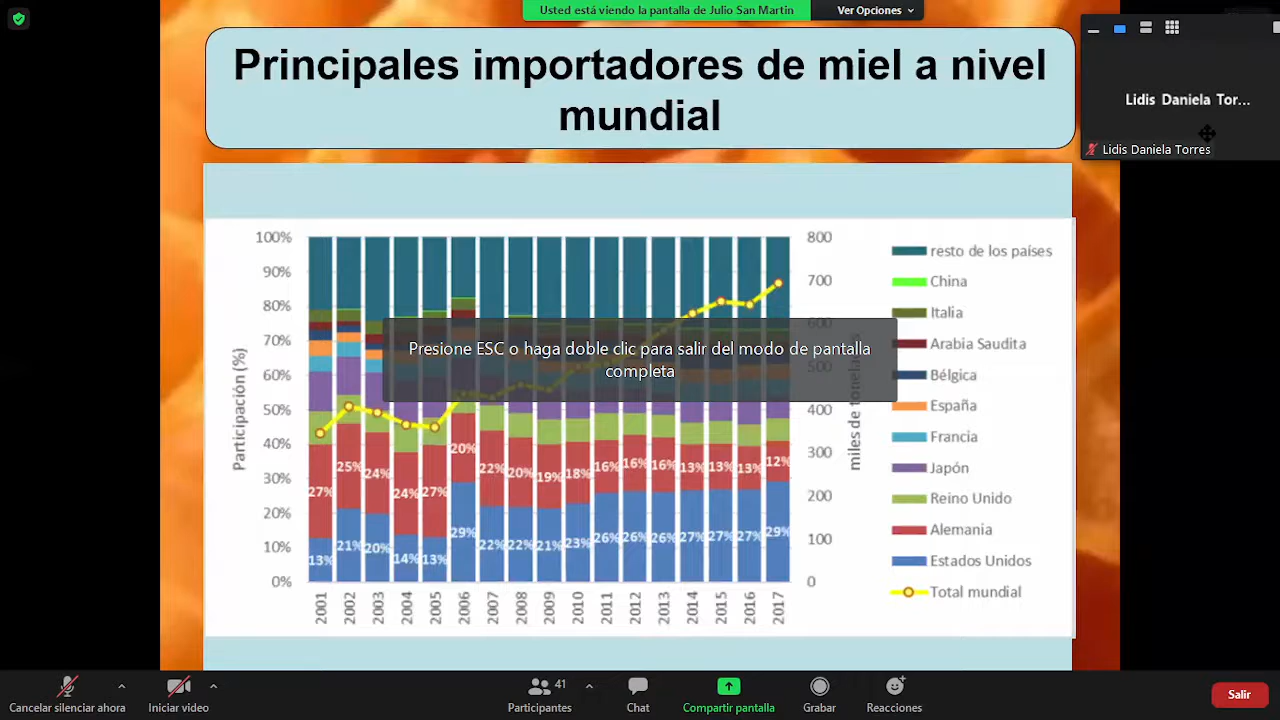 Usted está viendo la pantalla de Julio San Martin
Ver Opciones
Principales importadores de miel a nivel
mundial
Lidis Daniela Tor...
Lidis Daniela Torres
Presione ESC o haga doble clic para salir del modo de pantalla
completa
Participación (%)
100%
90%
80%
70%
60%
50%
40%
30%
20%
10%
0%
27% 25% 24% 24% 27% 20% 22% 20% 19% 18% 16% 16% 16% 13% 13% 13% 12%
13% 21% 20% 14% 13% 29% 22% 22% 21% 23% 26% 26% 26% 27% 27% 27% 29%
2001 2002 2003 2004 2005 2006 2007 2008 2009 2010 2011 2012 2013 2014 2015 2016 2017
800
700
600
500
400
300
200
100
0
miles de toneladas
resto de los países
China
Italia
Arabia Saudita
Bélgica
España
Francia
Japón
Reino Unido
Alemania
Estados Unidos
Total mundial
Cancelar silenciar ahora
Iniciar video
41
Participantes
Chat
Compartir pantalla
Grabar
Reacciones
Salir